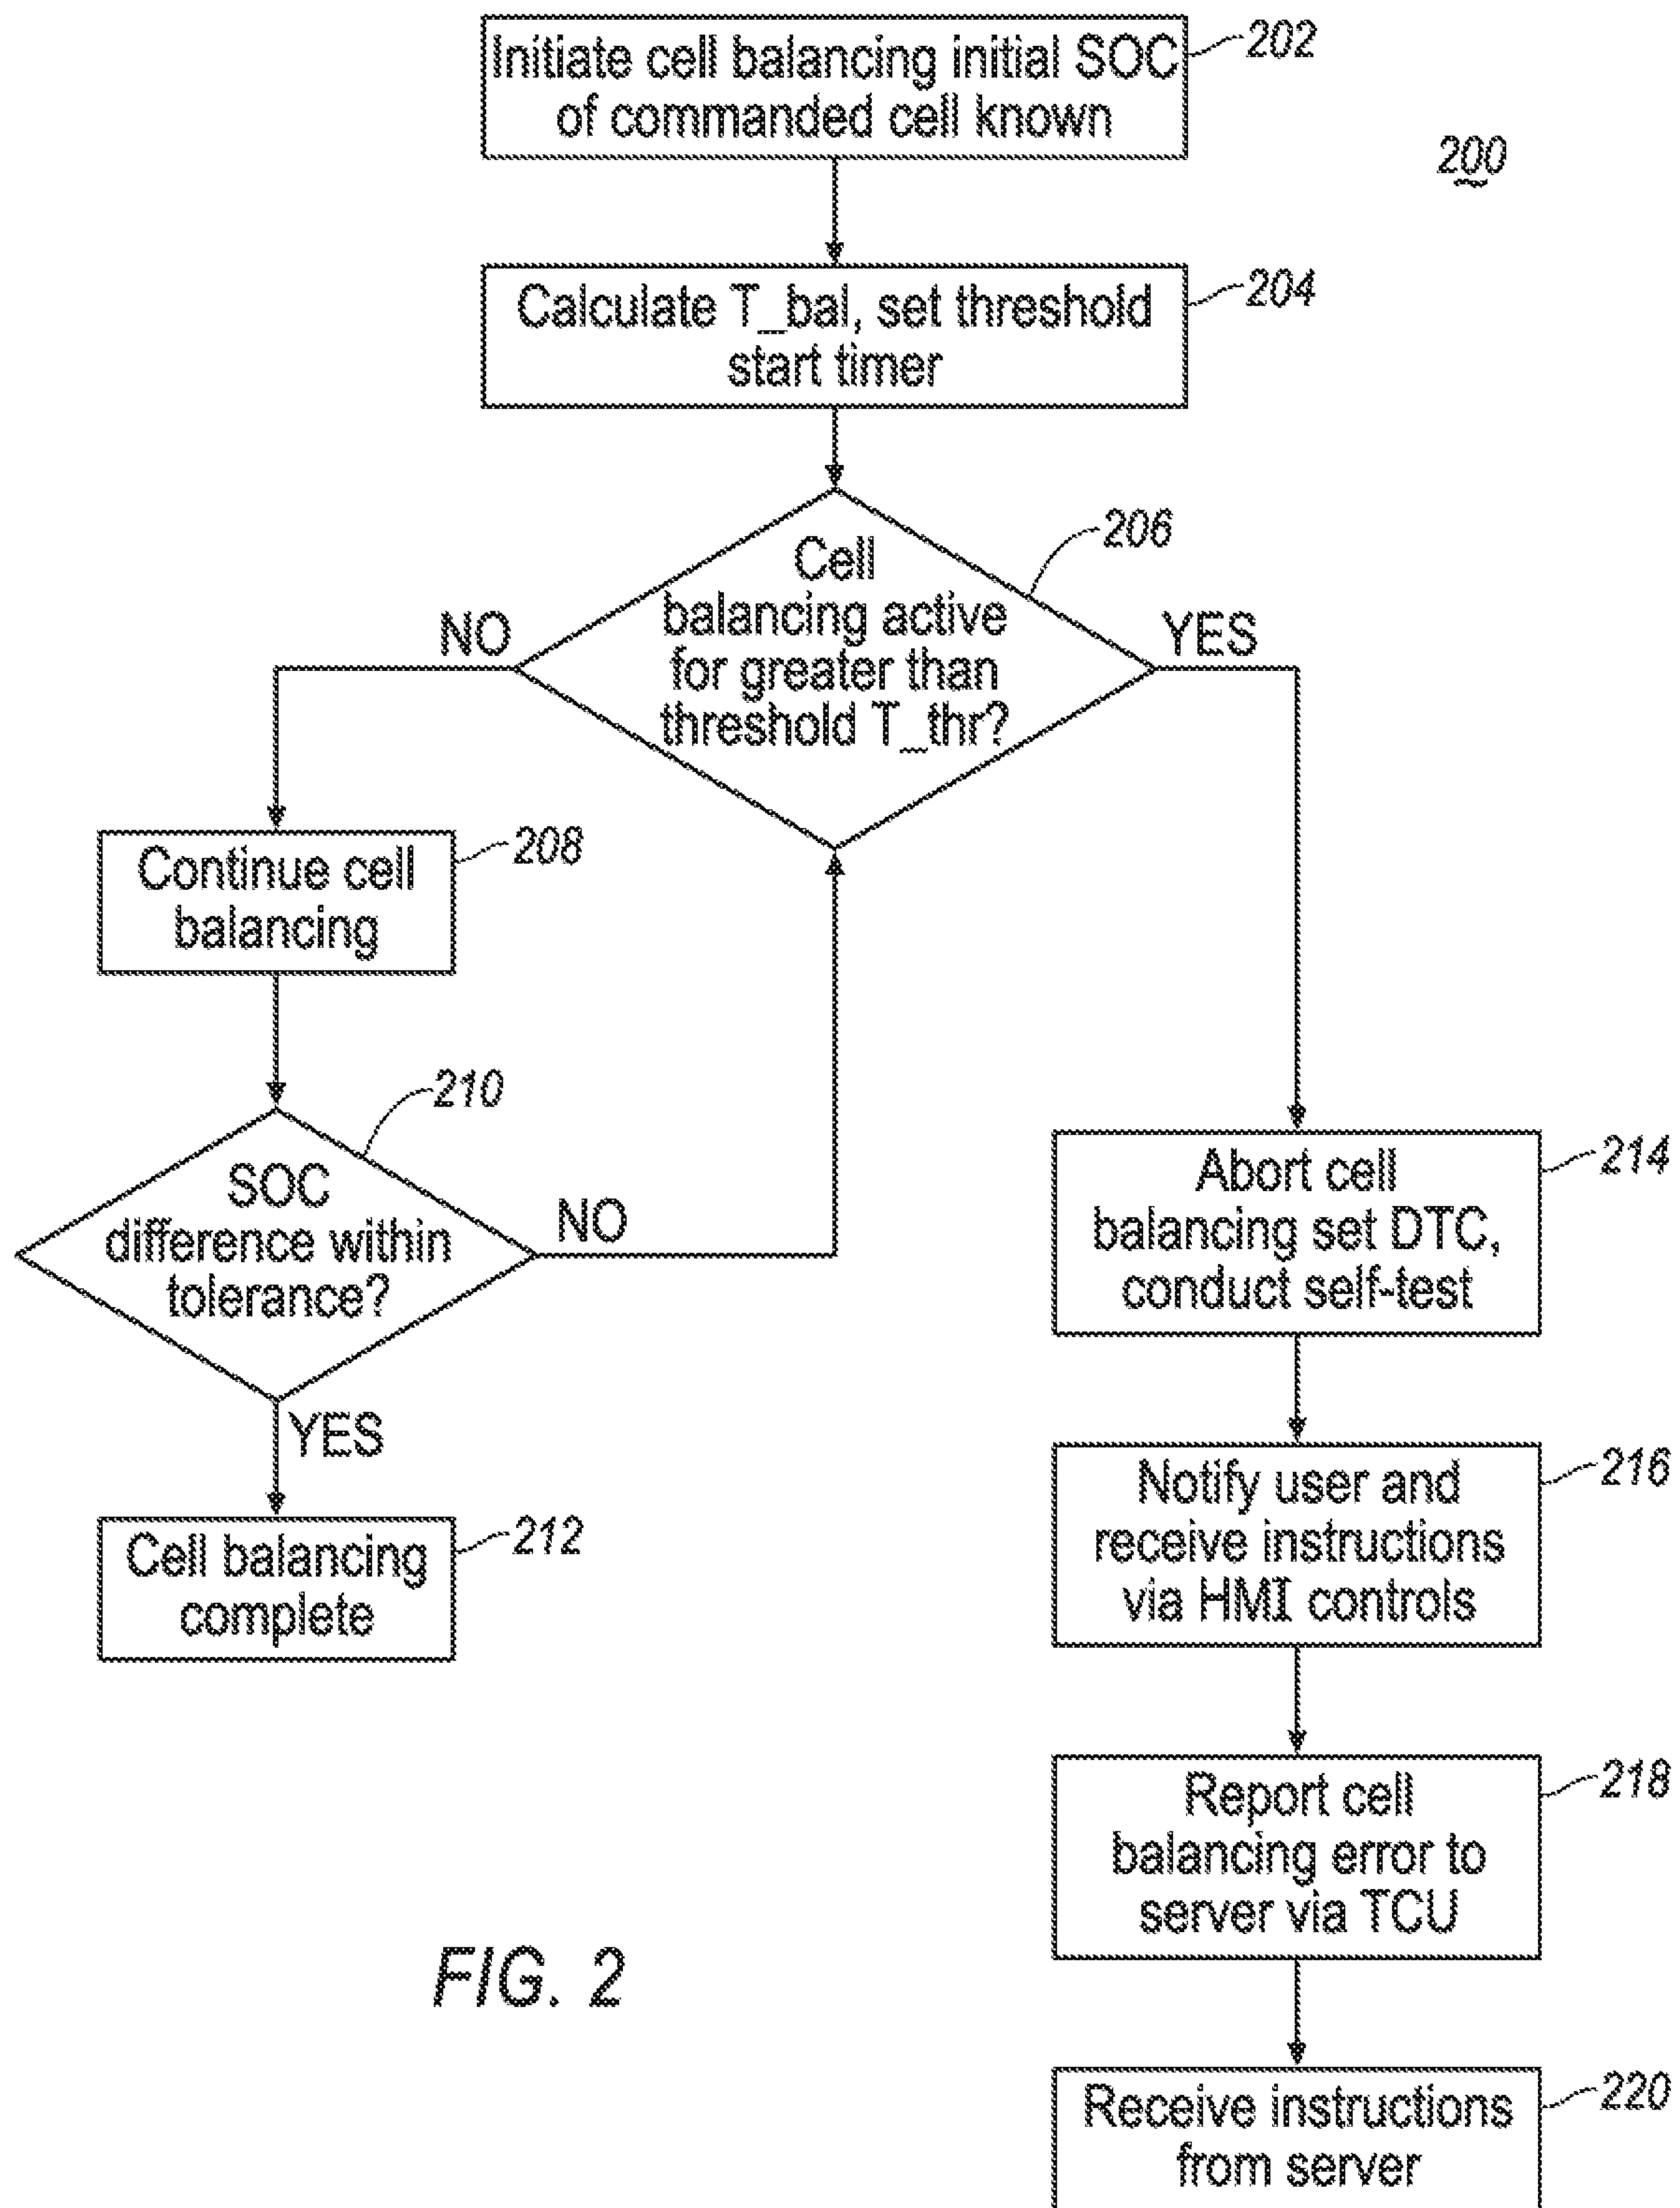 Initiate cell balancing initial SOC
of commanded cell known
202
200
Calculate T_bal, set threshold
start timer
204
Cell
balancing active
for greater than
threshold T_thr?
206
NO
YES
Continue cell
balancing
208
SOC
difference within
tolerance?
210
NO
YES
Cell balancing
complete
212
Abort cell
balancing set DTC,
conduct self-test
214
Notify user and
receive instructions
via HMI controls
216
Report cell
balancing error to
server via TCU
218
Receive instructions
from server
220
FIG. 2